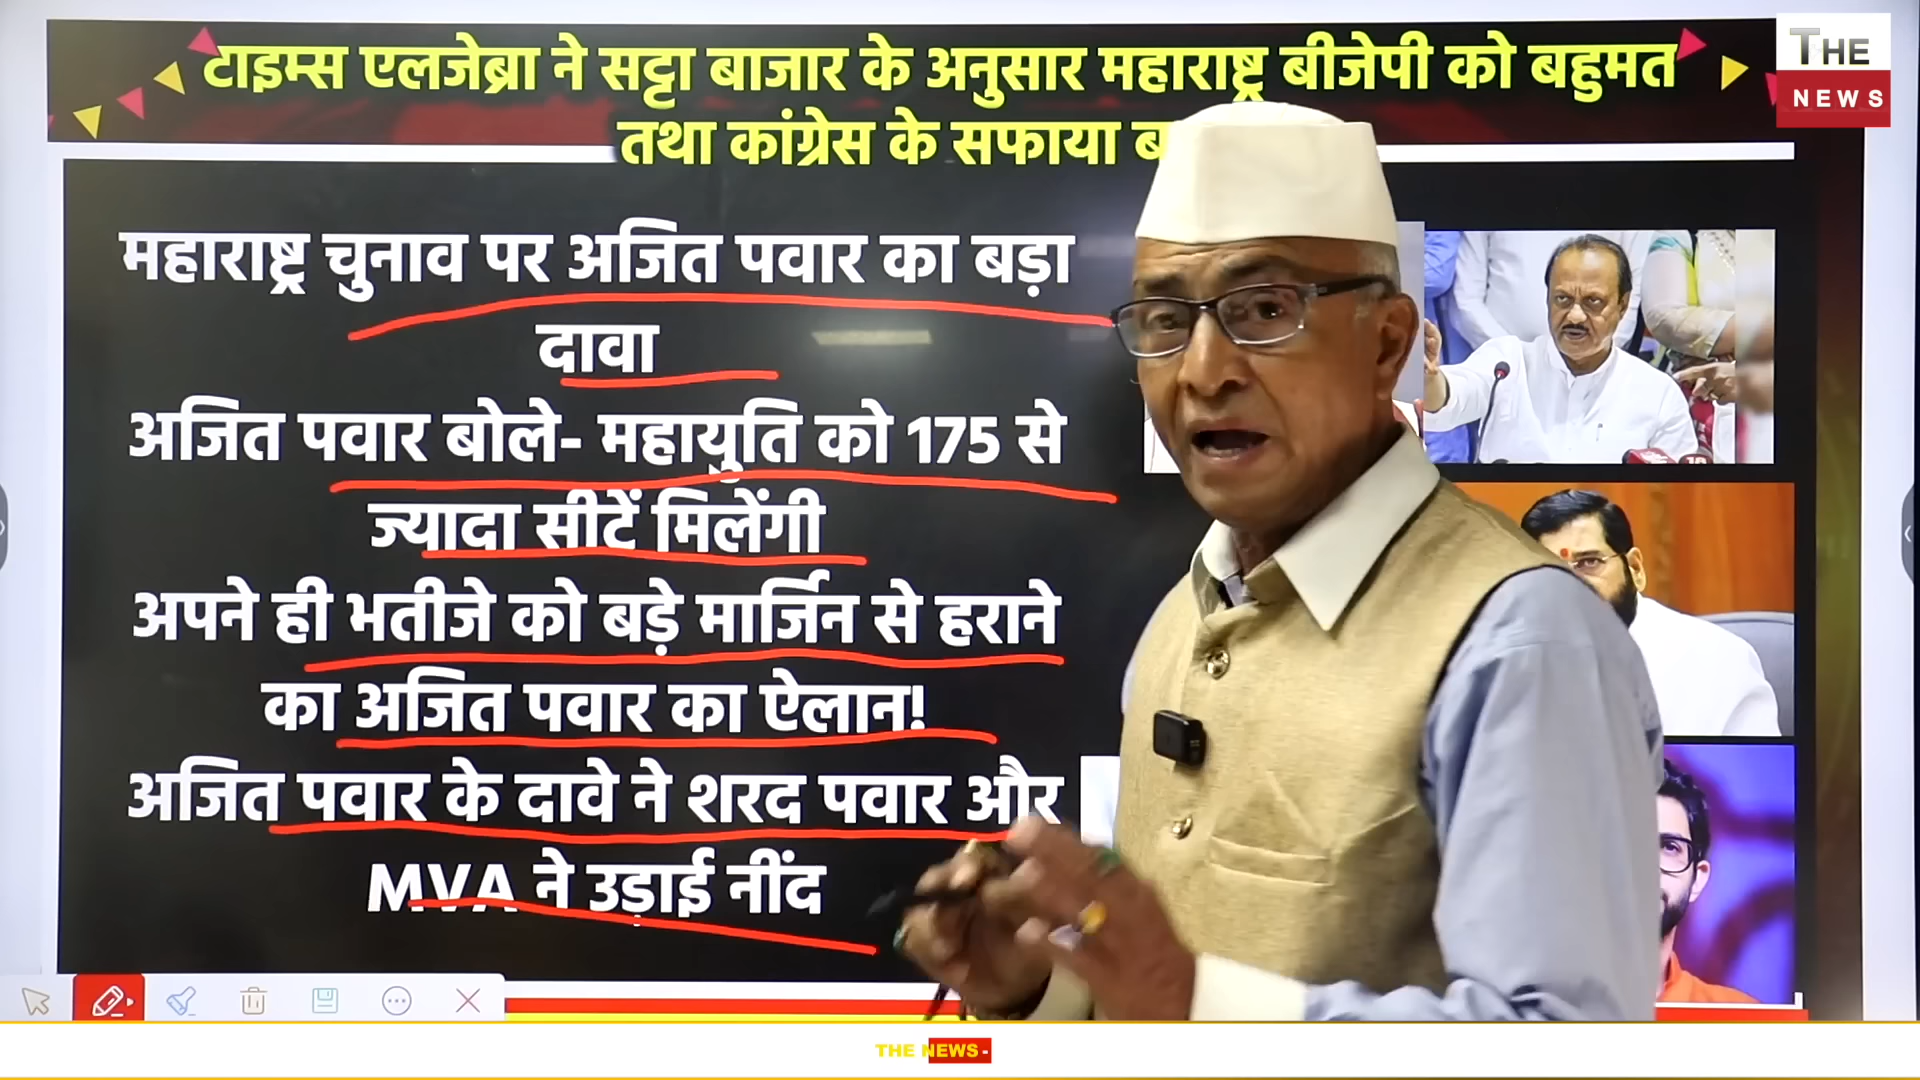 टाइम्स एलजेब्रा ने सट्टा बाजार के अनुसार महाराष्ट्र बीजेपी को बहुमत
तथा कांग्रेस के सफाया
THE
NEWS
महाराष्ट्र चुनाव पर अजित पवार का बड़ा
दावा
अजित पवार बोले- महायुति को 175 से
ज्यादा सीटें मिलेंगी
अपने ही भतीजे को बड़े मार्जिन से हराने
का अजित पवार का ऐलान!
अजित पवार के दावे ने शरद पवार और
MVA ने उड़ाई नींद
THE NEWS -